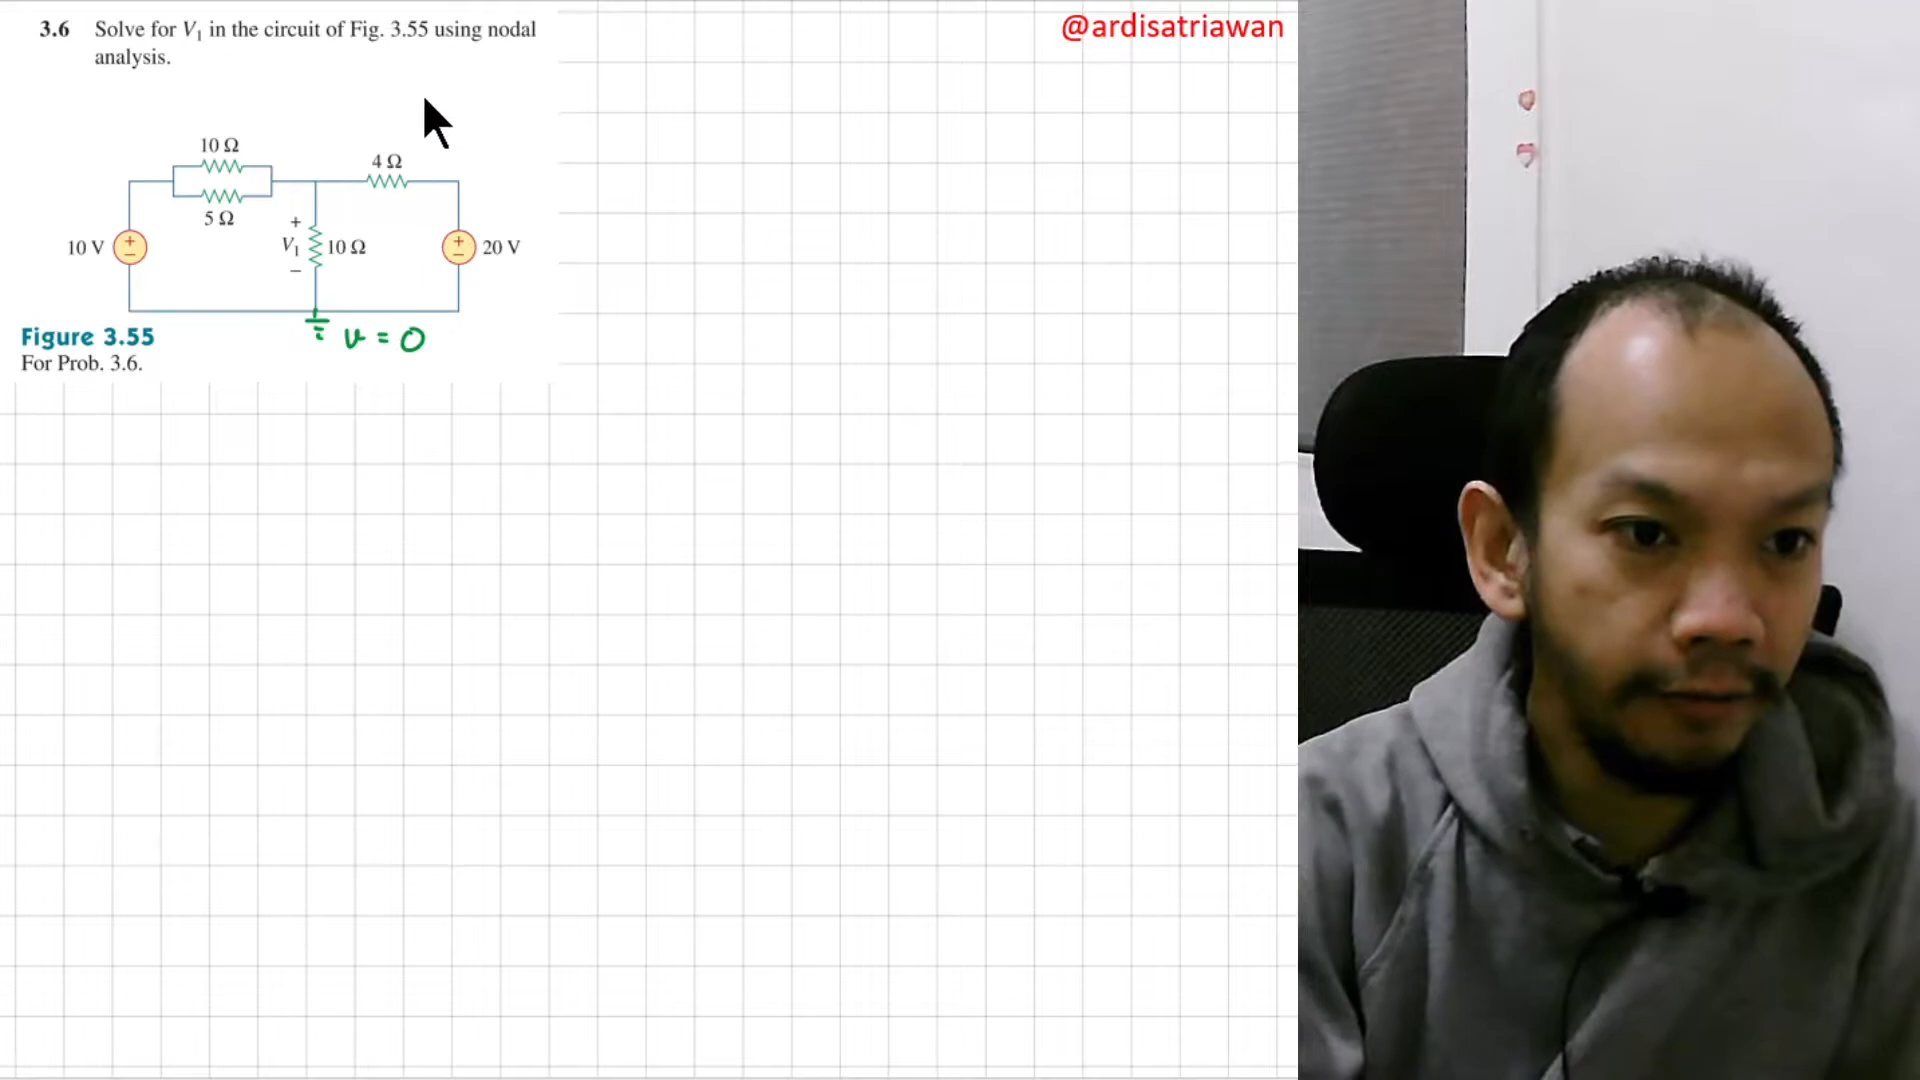 3.6 Solve for V₁ in the circuit of Fig. 3.55 using nodal
analysis.
@ardisatriawan
10 Ω
4 Ω
5 Ω
+
10 V
+
−
V₁
10 Ω
+
−
20 V
−
v = 0
Figure 3.55
For Prob. 3.6.